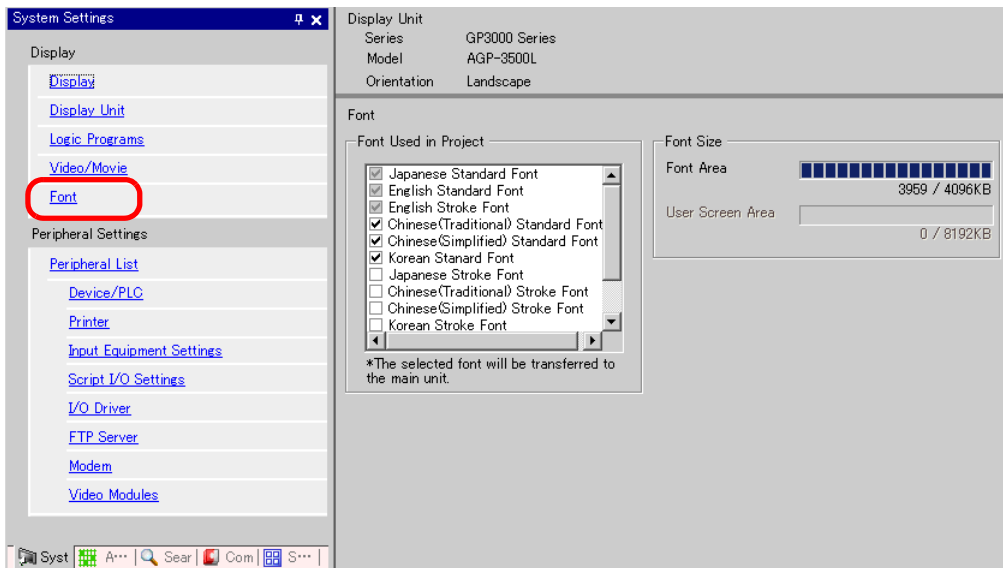 System Settings
Display
Display
Display Unit
Logic Programs
Video/Movie
Font
Peripheral Settings
Peripheral List
Device/PLC
Printer
Input Equipment Settings
Script I/O Settings
I/O Driver
FTP Server
Modem
Video Modules
Syst A… Sear Com S…
Display Unit
Series GP3000 Series
Model AGP-3500L
Orientation Landscape
Font
Font Used in Project
Japanese Standard Font
English Standard Font
English Stroke Font
Chinese(Traditional) Standard Font
Chinese(Simplified) Standard Font
Korean Stanard Font
Japanese Stroke Font
Chinese(Traditional) Stroke Font
Chinese(Simplified) Stroke Font
Korean Stroke Font
*The selected font will be transferred to
the main unit.
Font Size
Font Area
3959 / 4096KB
User Screen Area
0 / 8192KB